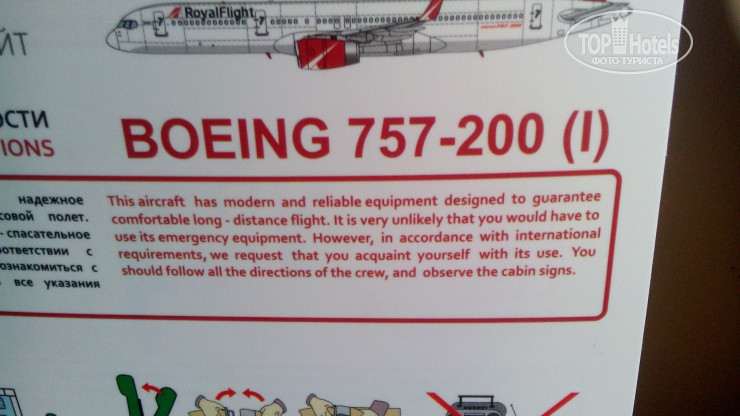 RoyalFlight
757-200
TOP Hotels
ФОТО ТУРИСТА
ЙТ
ОСТИ
IONS
BOEING 757-200 (I)
надежное
совой полет.
- спасательное
ответствии с
ознакомиться с
все указания
This aircraft has modern and reliable equipment designed to guarantee
comfortable long - distance flight. It is very unlikely that you would have to
use its emergency equipment. However, in accordance with international
requirements, we request that you acquaint yourself with its use. You
should follow all the directions of the crew, and observe the cabin signs.